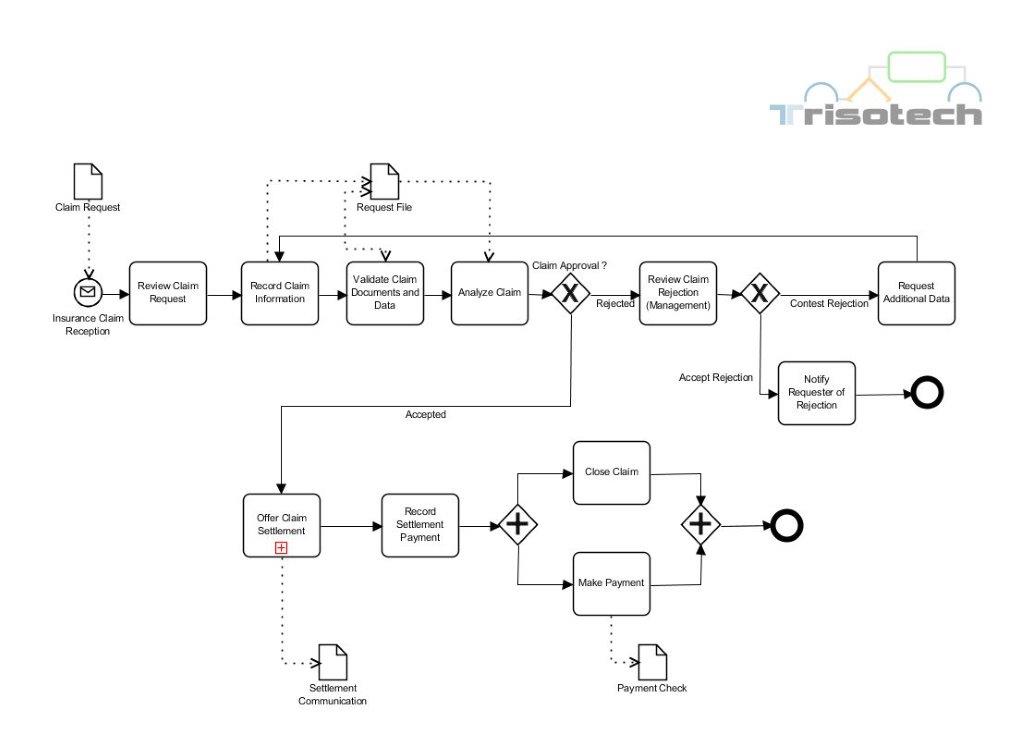 Trisotech
Claim Request
Request File
Claim Approval ?
Insurance Claim
Reception
Review Claim
Request
Record Claim
Information
Validate Claim
Documents and
Data
Analyze Claim
Rejected
Review Claim
Rejection
(Management)
Contest Rejection
Request
Additional Data
Accept Rejection
Notify
Requester of
Rejection
Accepted
Offer Claim
Settlement
Record
Settlement
Payment
Close Claim
Make Payment
Settlement
Communication
Payment Check